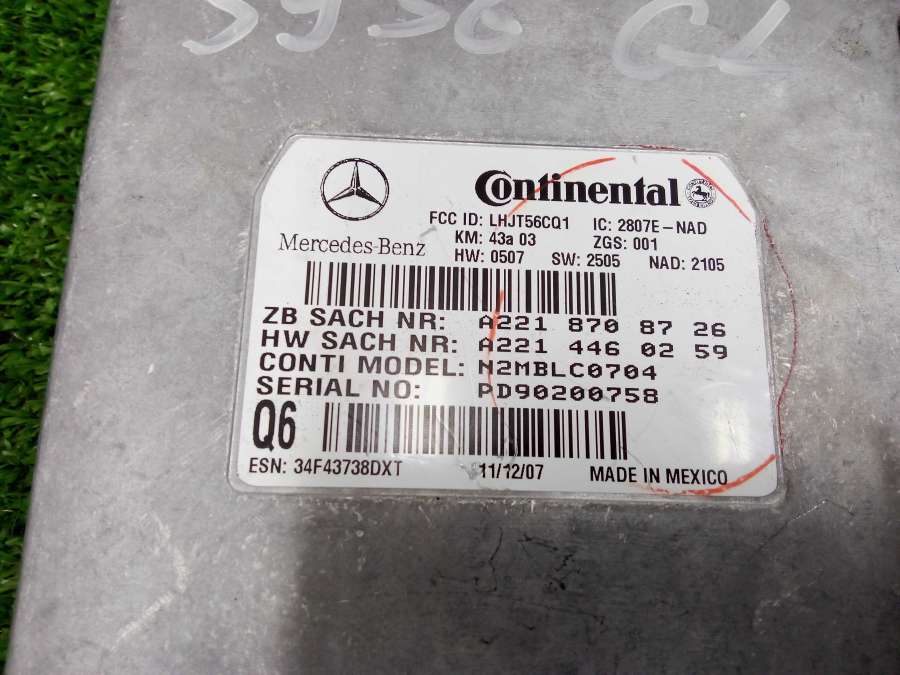 5956 GL
Continental
Mercedes-Benz
FCC ID: LHJT56CQ1 IC: 2807E-NAD
KM: 43a 03 ZGS: 001
HW: 0507 SW: 2505 NAD: 2105
ZB SACH NR: A221 870 87 26
HW SACH NR: A221 446 02 59
CONTI MODEL: N2MBLC0704
SERIAL NO: PD90200758
Q6
ESN: 34F43738DXT 11/12/07 MADE IN MEXICO